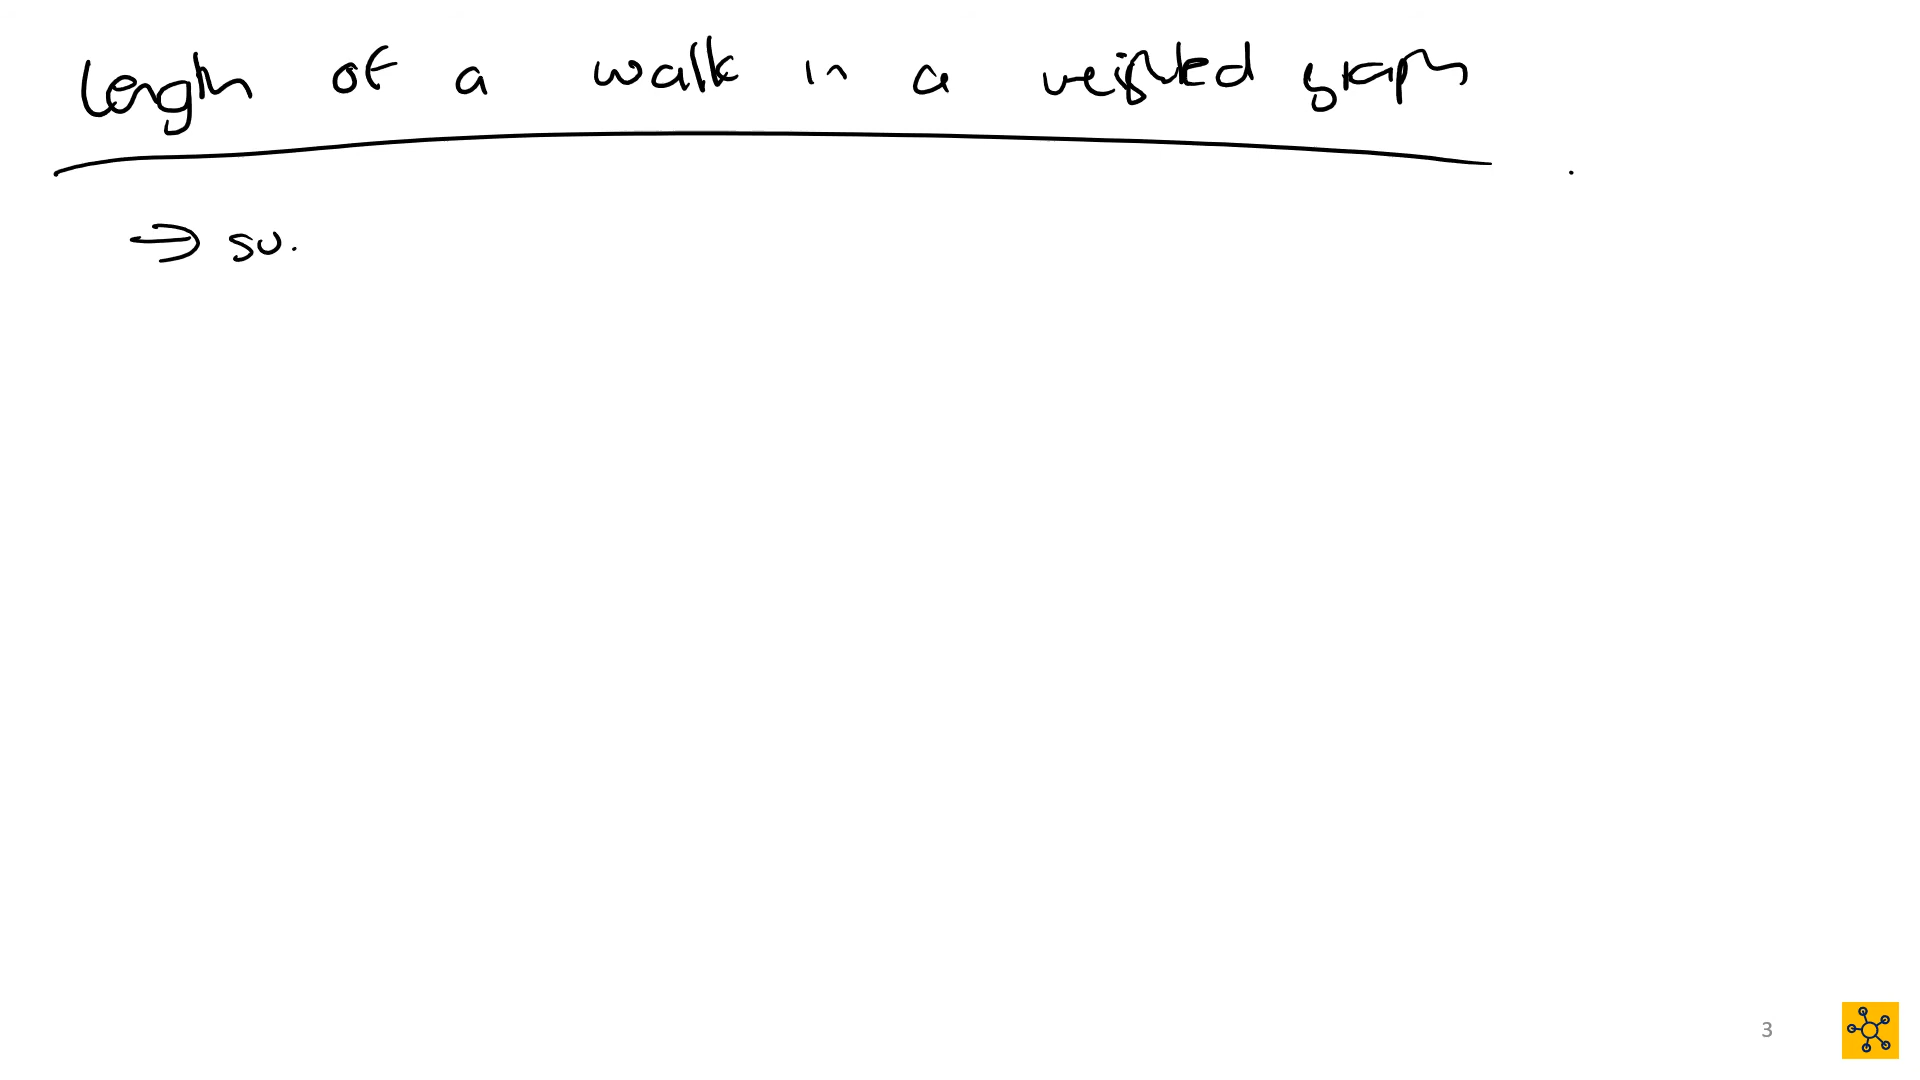 length of a walk in a weighted graph
→ su.
3